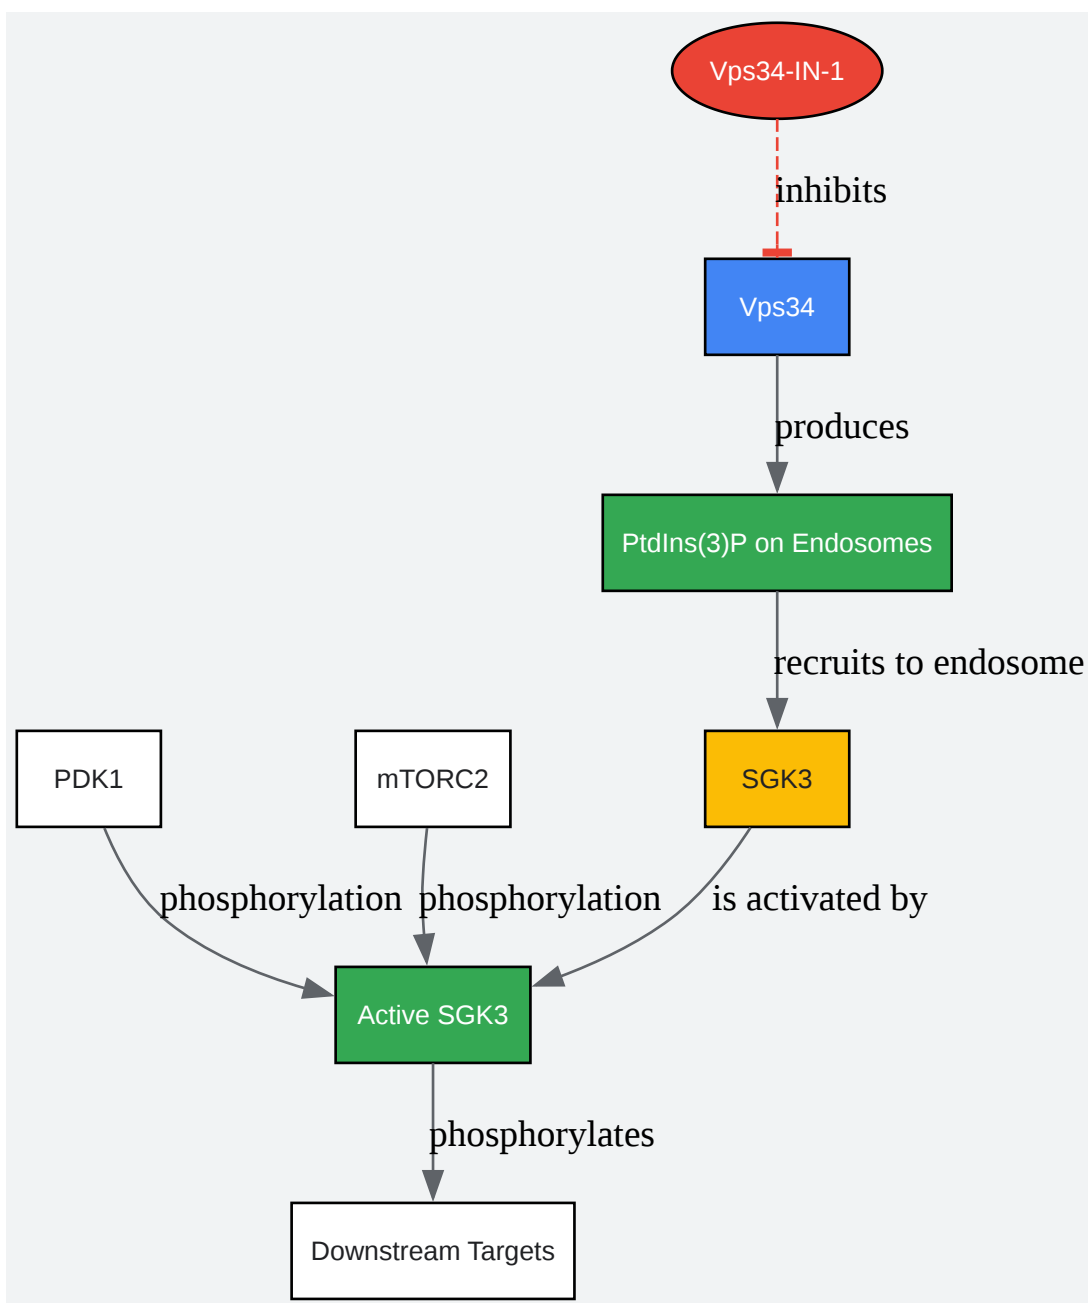 Vps34-IN-1
inhibits
Vps34
produces
PtdIns(3)P on Endosomes
recruits to endosome
PDK1
mTORC2
SGK3
phosphorylation
phosphorylation
is activated by
Active SGK3
phosphorylates
Downstream Targets